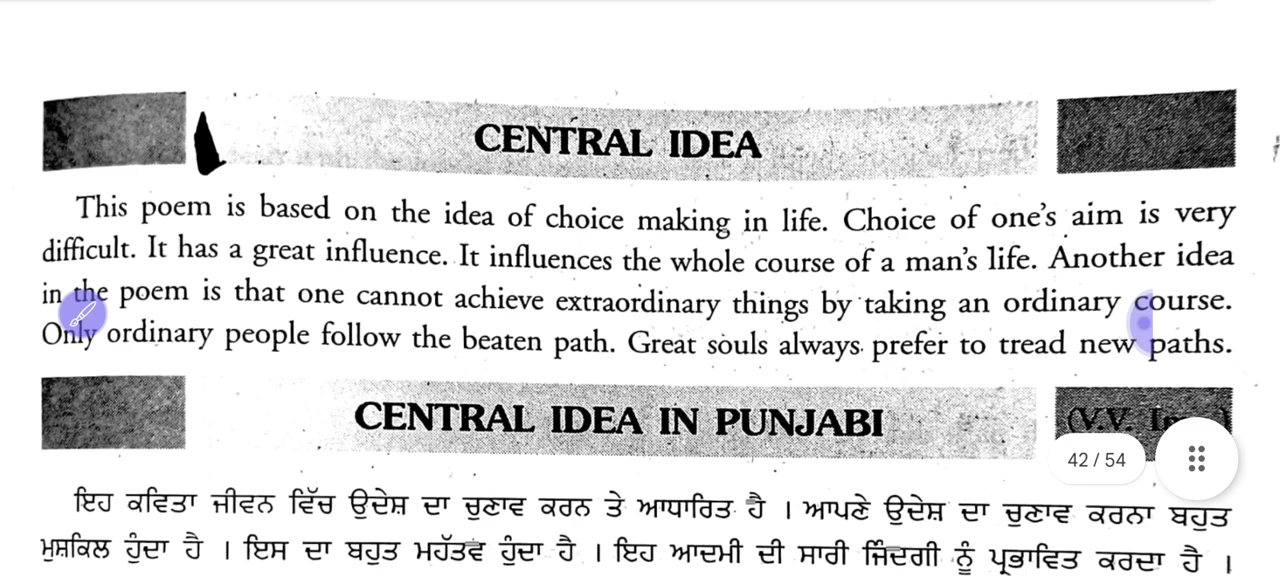 CENTRAL IDEA
This poem is based on the idea of choice making in life. Choice of one's aim is very
difficult. It has a great influence. It influences the whole course of a man's life. Another idea
in the poem is that one cannot achieve extraordinary things by taking an ordinary course.
Only ordinary people follow the beaten path. Great souls always prefer to tread new paths.
CENTRAL IDEA IN PUNJABI (V.V.
42 / 54
ਇਹ ਕਵਿਤਾ ਜੀਵਨ ਵਿੱਚ ਉਦੇਸ਼ ਦਾ ਚੁਣਾਵ ਕਰਨ ਤੇ ਆਧਾਰਿਤ ਹੈ । ਆਪਣੇ ਉਦੇਸ਼ ਦਾ ਚੁਣਾਵ ਕਰਨਾ ਬਹੁਤ
ਮੁਸ਼ਕਿਲ ਹੁੰਦਾ ਹੈ । ਇਸ ਦਾ ਬਹੁਤ ਮਹੱਤਵ ਹੁੰਦਾ ਹੈ । ਇਹ ਆਦਮੀ ਦੀ ਸਾਰੀ ਜਿੰਦਗੀ ਨੂੰ ਪ੍ਰਭਾਵਿਤ ਕਰਦਾ ਹੈ ।